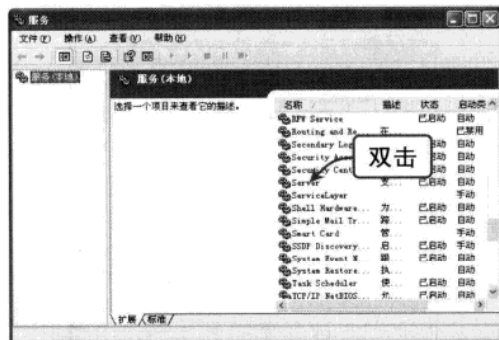 服务
文件(F) 操作(A) 查看(V) 帮助(H)
服务(本地)
服务(本地)
选择一个项目来查看它的描述。
名称 描述 状态 启动类
RPW Service 已启动 自动
Routing and Re... 在... 已禁用
Secondary Log 自动
Security 自动
Security Cent 自动
Server 支... 已启动 自动
ServiceLayer 手动
Shell Hardware... 为... 已启动 自动
Simple Mail Tr... 跨... 已启动 自动
Smart Card 管... 手动
SSDP Discovery... 启... 已启动 手动
System Event N... 跟... 已启动 自动
System Restore... 执... 自动
Task Scheduler 使... 已启动 自动
TCP/IP NetBIOS... 允... 已启动 自动
双击
扩展 标准